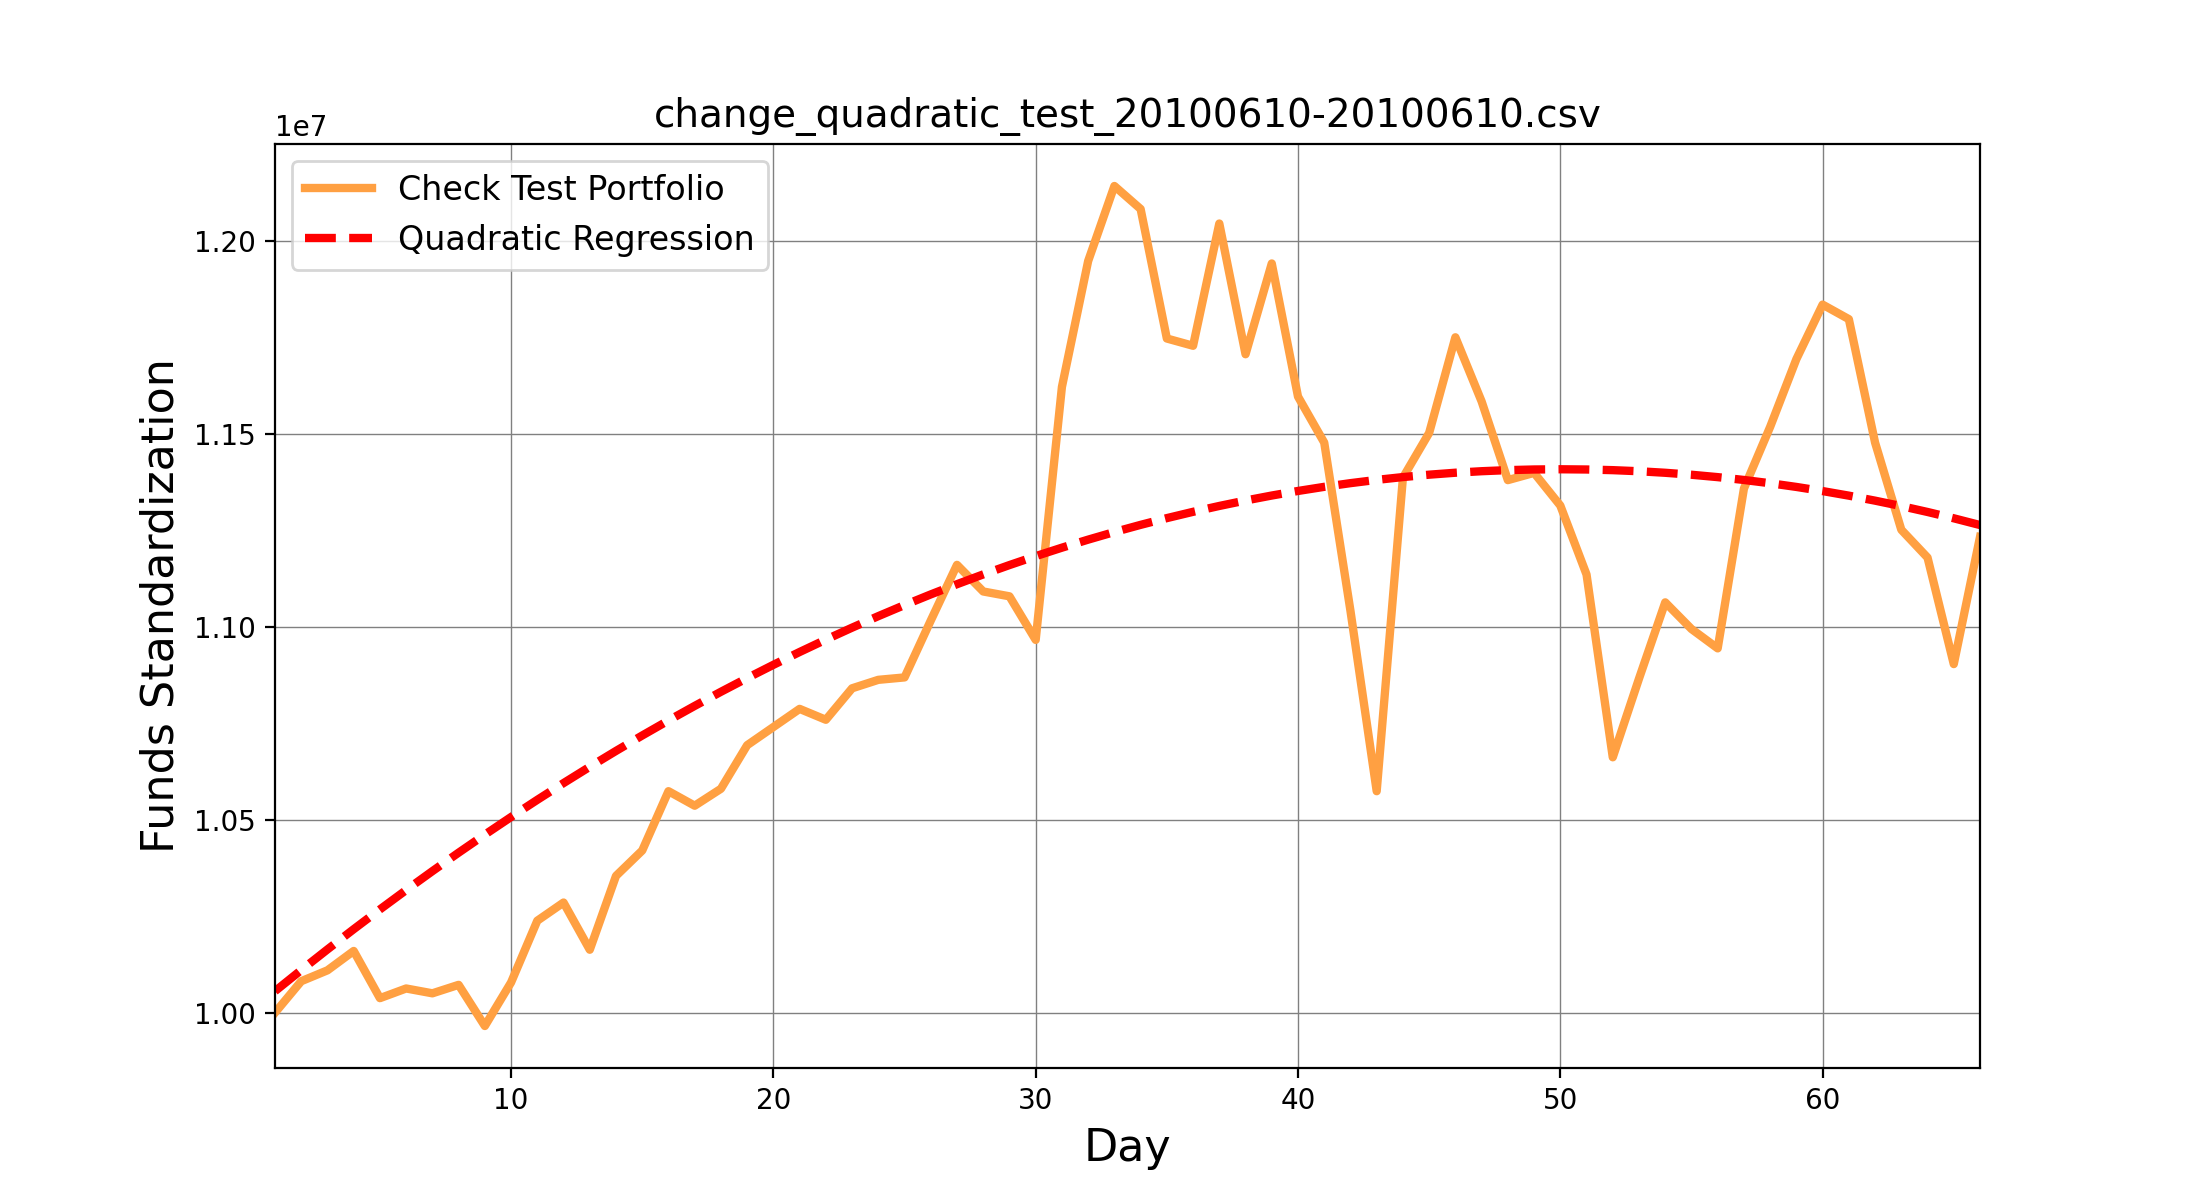 change_quadratic_test_20100610-20100610.csv
1e7
Check Test Portfolio
Quadratic Regression
1.20
1.15
1.10
1.05
1.00
Funds Standardization
10 20 30 40 50 60
Day